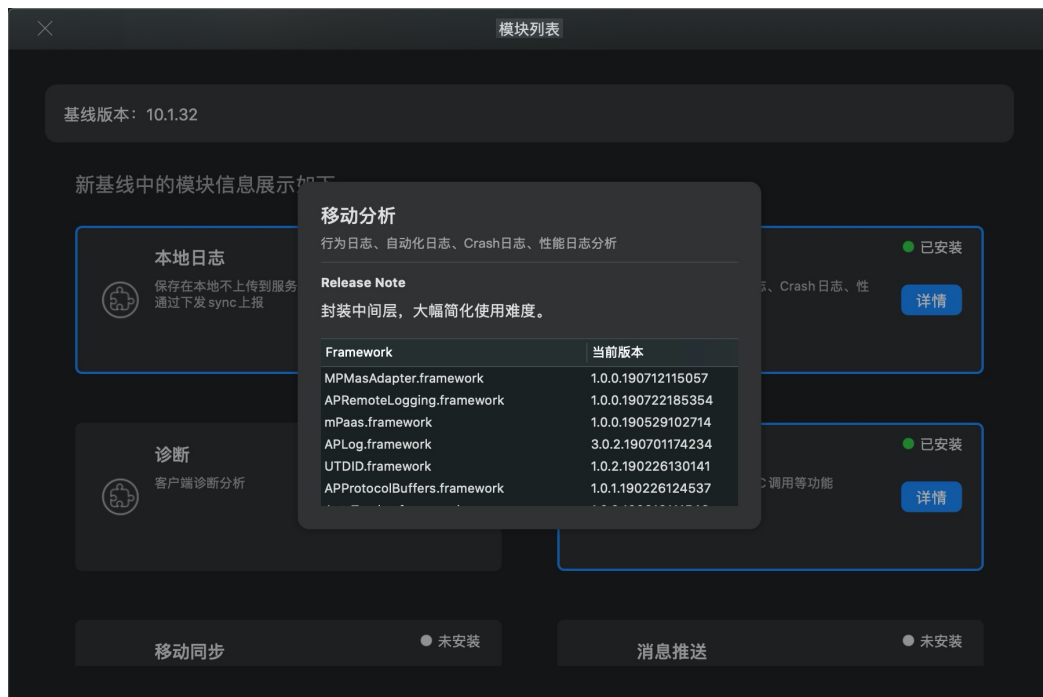 模块列表
基线版本：10.1.32
新基线中的模块信息展示
移动分析
行为日志、自动化日志、Crash日志、性能日志分析
Release Note
封装中间层，大幅简化使用难度。
Framework 当前版本
MPMasAdapter.framework 1.0.0.190712115057
APRemoteLogging.framework 1.0.0.190722185354
mPaas.framework 1.0.0.190529102714
APLog.framework 3.0.2.190701174234
UTDID.framework 1.0.2.190226130141
APProtocolBuffers.framework 1.0.1.190226124537
本地日志
保存在本地不上传到服务
通过下发 sync 上报
已安装
、Crash 日志、性
详情
诊断
客户端诊断分析
已安装
调用等功能
详情
移动同步
未安装
消息推送
未安装